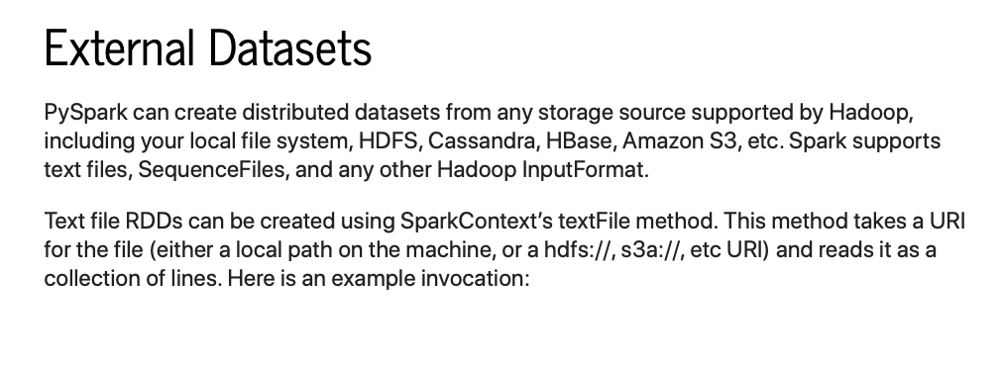 External Datasets
PySpark can create distributed datasets from any storage source supported by Hadoop,
including your local file system, HDFS, Cassandra, HBase, Amazon S3, etc. Spark supports
text files, SequenceFiles, and any other Hadoop InputFormat.
Text file RDDs can be created using SparkContext’s textFile method. This method takes a URI
for the file (either a local path on the machine, or a hdfs://, s3a://, etc URI) and reads it as a
collection of lines. Here is an example invocation: